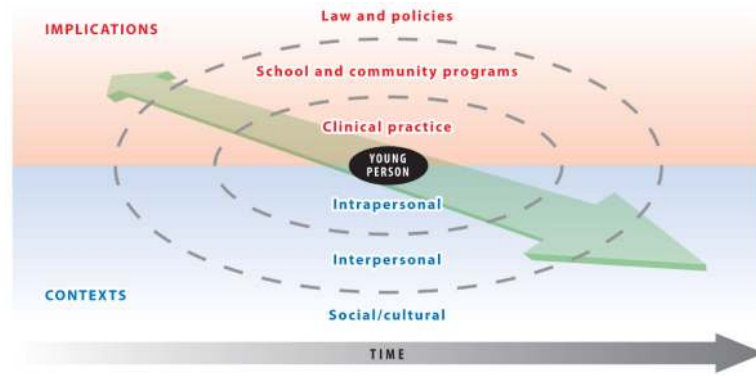 Law and policies
IMPLICATIONS
School and community programs
Clinical practice
YOUNG
PERSON
Intrapersonal
Interpersonal
CONTEXTS
Social/cultural
TIME